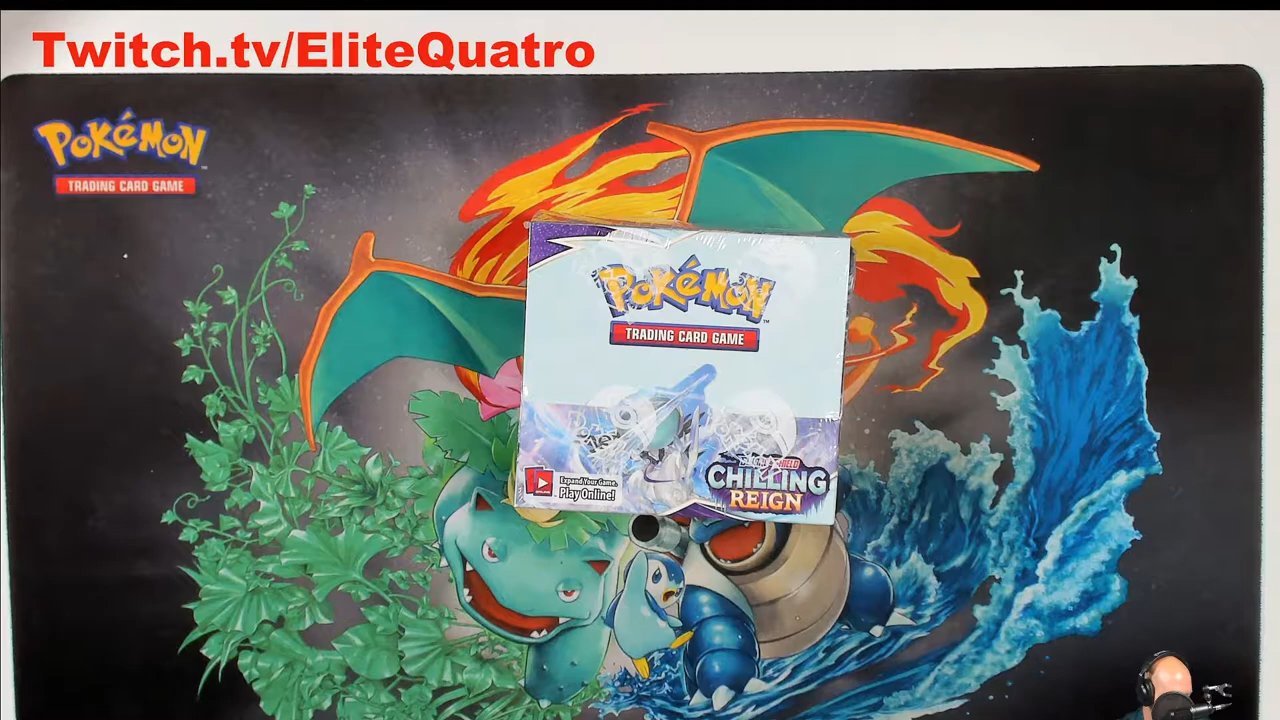 Twitch.tv/EliteQuatro
POKéMON
TRADING CARD GAME
POKéMON
TRADING CARD GAME
Expand Your Game.
Play Online!
CHILLING
REIGN